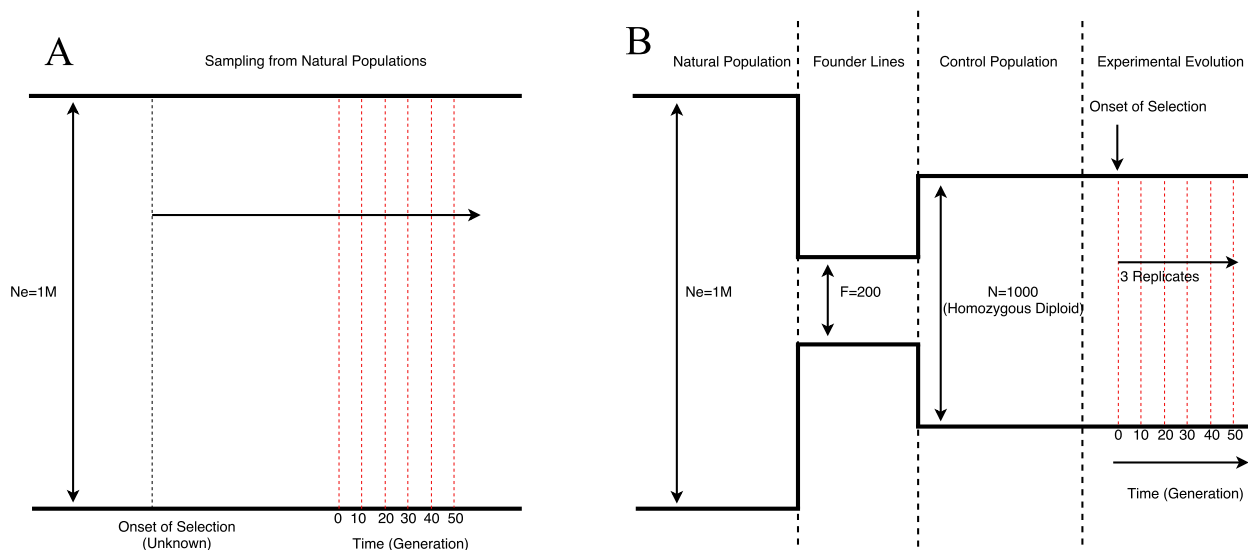 A
Sampling from Natural Populations
Ne=1M
Onset of Selection
(Unknown)
0 10 20 30 40 50
Time (Generation)
B
Natural Population
Founder Lines
Control Population
Experimental Evolution
Onset of Selection
Ne=1M
F=200
N=1000
(Homozygous Diploid)
3 Replicates
0 10 20 30 40 50
Time (Generation)